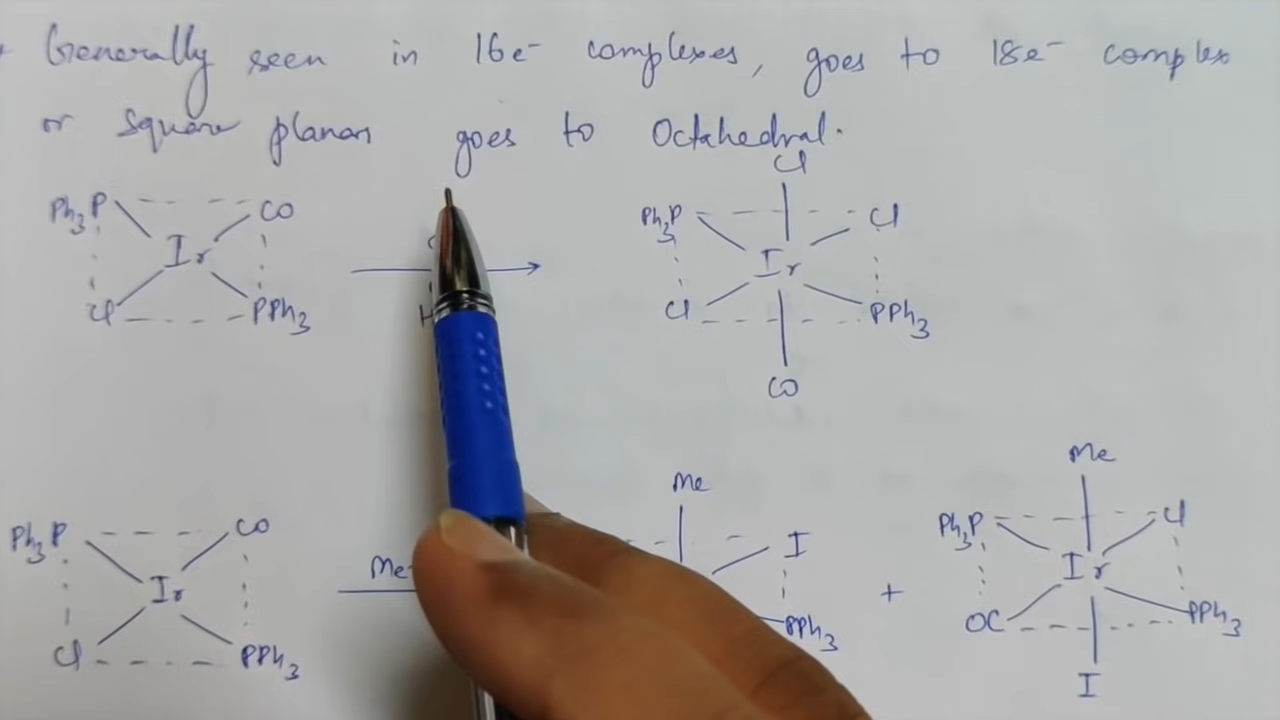 Generally seen in 16e⁻ complexes, goes to 18e⁻ complex
or square planar goes to Octahedral.
Cl
Ph₃P CO Ph₃P Cl
Ir Ir
Cl PPh₃ Cl PPh₃
CO
Me Me
Ph₃P CO I Ph₃P Cl
Ir Me + Ir
Cl PPh₃ PPh₃ OC PPh₃
I